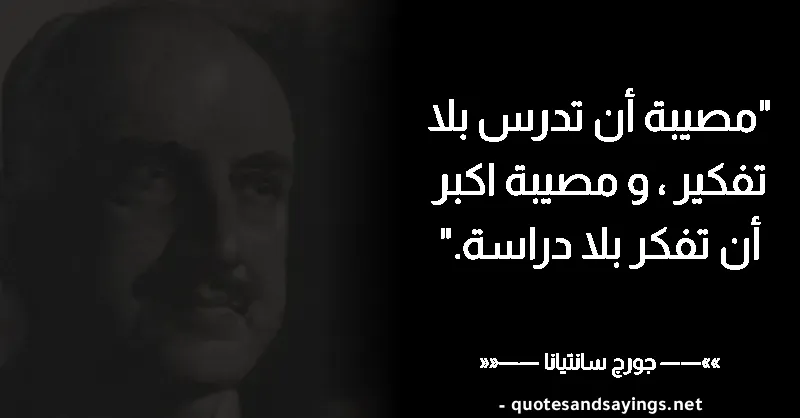 "مصيبة أن تدرس بلا
تفكير ، و مصيبة اكبر
أن تفكر بلا دراسة."
»»—— جورج سانتيانا ——««
- quotesandsayings.net